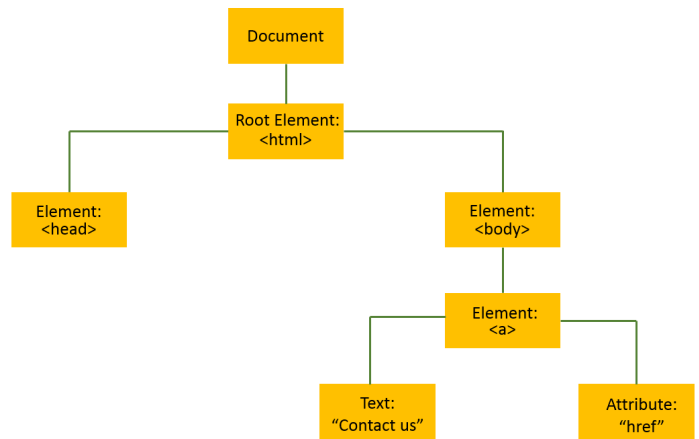 Document
Root Element:
<html>
Element:
<head>
Element:
<body>
Element:
<a>
Text:
“Contact us”
Attribute:
“href”